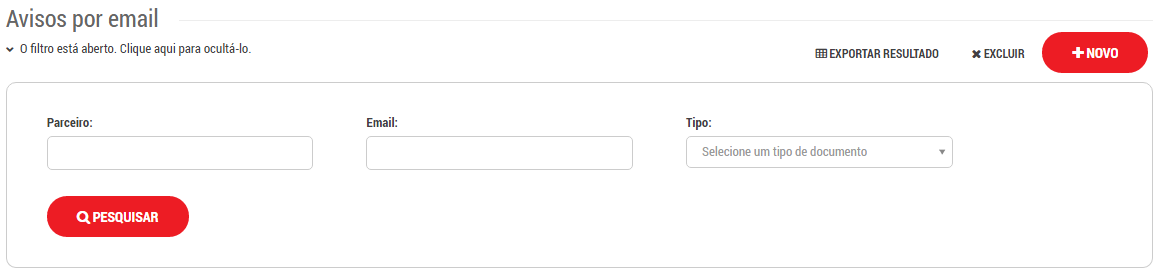 Avisos por email
O filtro está aberto. Clique aqui para ocultá-lo.
EXPORTAR RESULTADO
EXCLUIR
NOVO
Parceiro:
Email:
Tipo:
Selecione um tipo de documento
PESQUISAR